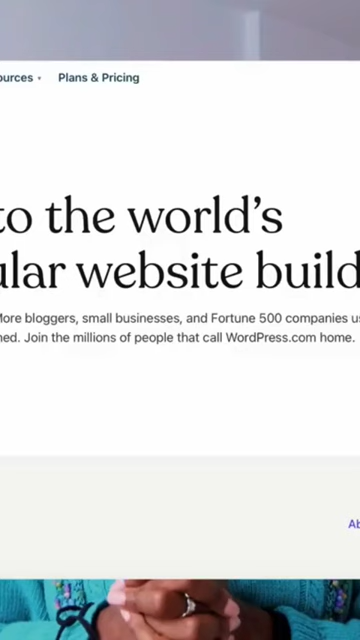 ources
Plans & Pricing
to the world's
ular website build
More bloggers, small businesses, and Fortune 500 companies us
ned. Join the millions of people that call WordPress.com home.
Ab